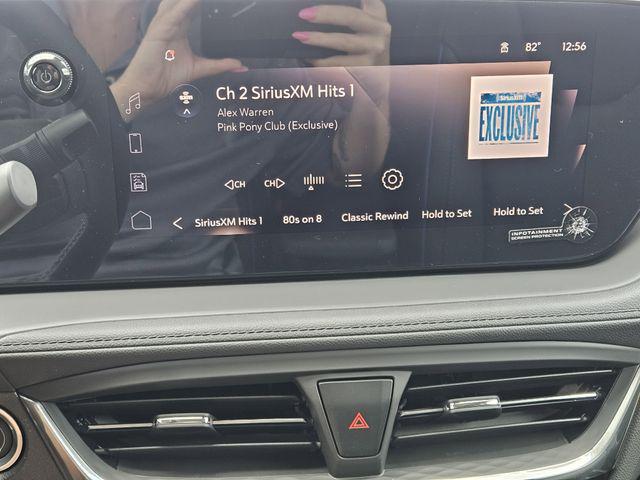 82° 12:56
Ch 2 SiriusXM Hits 1
Alex Warren
Pink Pony Club (Exclusive)
SiriusXM
EXCLUSIVE
CH CH
SiriusXM Hits 1 80s on 8 Classic Rewind Hold to Set Hold to Set
INFOTAINMENT
SCREEN PROTECTION